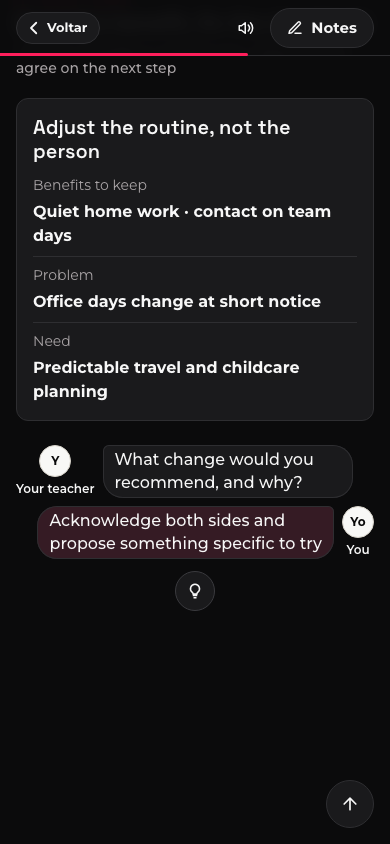 Voltar
Notes
agree on the next step
Adjust the routine, not the
person
Benefits to keep
Quiet home work · contact on team
days
Problem
Office days change at short notice
Need
Predictable travel and childcare
planning
Y
Your teacher
What change would you
recommend, and why?
Acknowledge both sides and
propose something specific to try
Yo
You